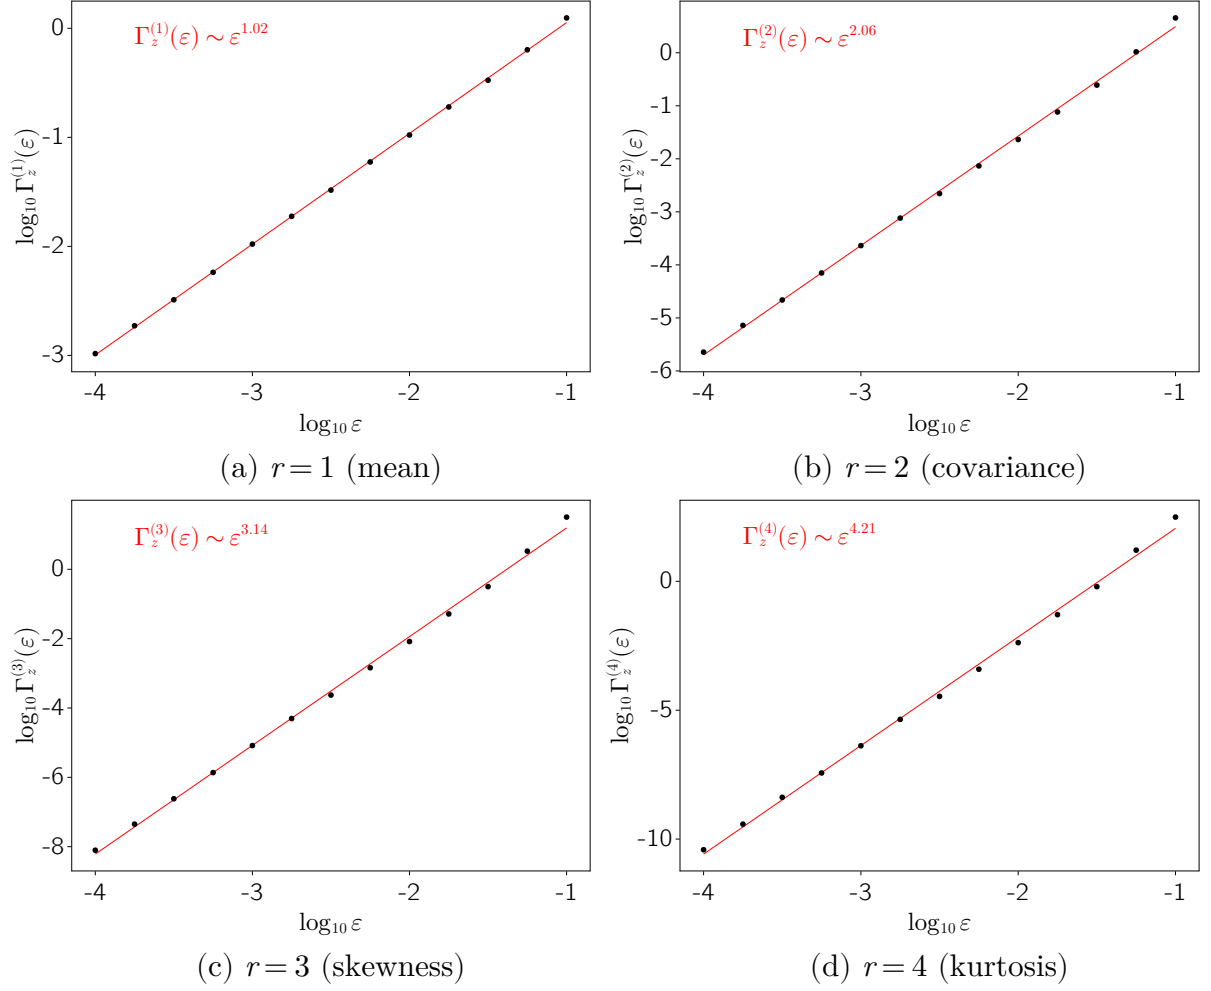 Γ_z^(1)(ε) ∼ ε^1.02
log₁₀ Γ_z^(1)(ε)
0
-1
-2
-3
-4 -3 -2 -1
log₁₀ ε
(a) r = 1 (mean)
Γ_z^(2)(ε) ∼ ε^2.06
log₁₀ Γ_z^(2)(ε)
0
-1
-2
-3
-4
-5
-6
-4 -3 -2 -1
log₁₀ ε
(b) r = 2 (covariance)
Γ_z^(3)(ε) ∼ ε^3.14
log₁₀ Γ_z^(3)(ε)
0
-2
-4
-6
-8
-4 -3 -2 -1
log₁₀ ε
(c) r = 3 (skewness)
Γ_z^(4)(ε) ∼ ε^4.21
log₁₀ Γ_z^(4)(ε)
0
-5
-10
-4 -3 -2 -1
log₁₀ ε
(d) r = 4 (kurtosis)